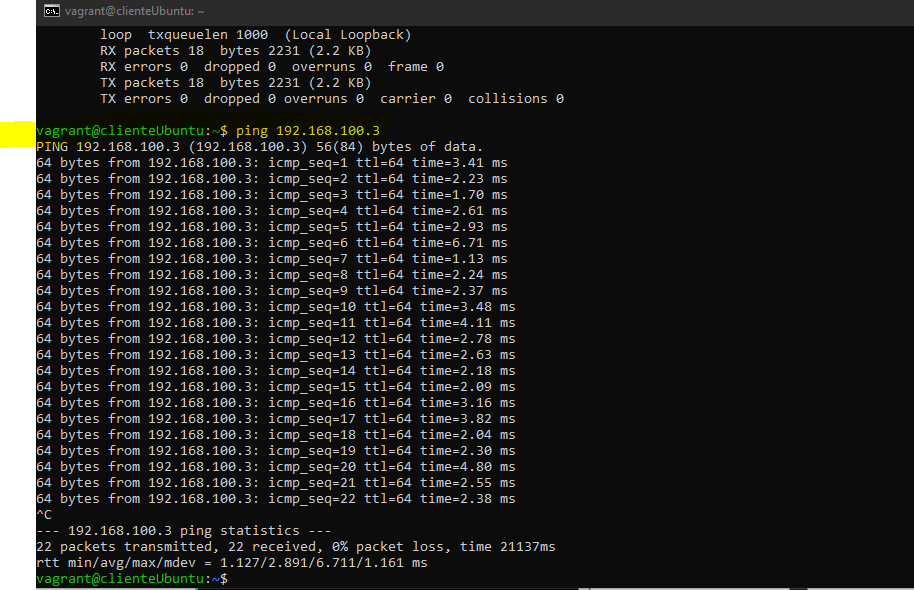 vagrant@clienteUbuntu: ~
loop  txqueuelen 1000  (Local Loopback)
RX packets 18  bytes 2231 (2.2 KB)
RX errors 0  dropped 0  overruns 0  frame 0
TX packets 18  bytes 2231 (2.2 KB)
TX errors 0  dropped 0 overruns 0  carrier 0  collisions 0
vagrant@clienteUbuntu:~$ ping 192.168.100.3
PING 192.168.100.3 (192.168.100.3) 56(84) bytes of data.
64 bytes from 192.168.100.3: icmp_seq=1 ttl=64 time=3.41 ms
64 bytes from 192.168.100.3: icmp_seq=2 ttl=64 time=2.23 ms
64 bytes from 192.168.100.3: icmp_seq=3 ttl=64 time=1.70 ms
64 bytes from 192.168.100.3: icmp_seq=4 ttl=64 time=2.61 ms
64 bytes from 192.168.100.3: icmp_seq=5 ttl=64 time=2.93 ms
64 bytes from 192.168.100.3: icmp_seq=6 ttl=64 time=6.71 ms
64 bytes from 192.168.100.3: icmp_seq=7 ttl=64 time=1.13 ms
64 bytes from 192.168.100.3: icmp_seq=8 ttl=64 time=2.24 ms
64 bytes from 192.168.100.3: icmp_seq=9 ttl=64 time=2.37 ms
64 bytes from 192.168.100.3: icmp_seq=10 ttl=64 time=3.48 ms
64 bytes from 192.168.100.3: icmp_seq=11 ttl=64 time=4.11 ms
64 bytes from 192.168.100.3: icmp_seq=12 ttl=64 time=2.78 ms
64 bytes from 192.168.100.3: icmp_seq=13 ttl=64 time=2.63 ms
64 bytes from 192.168.100.3: icmp_seq=14 ttl=64 time=2.18 ms
64 bytes from 192.168.100.3: icmp_seq=15 ttl=64 time=2.09 ms
64 bytes from 192.168.100.3: icmp_seq=16 ttl=64 time=3.16 ms
64 bytes from 192.168.100.3: icmp_seq=17 ttl=64 time=3.82 ms
64 bytes from 192.168.100.3: icmp_seq=18 ttl=64 time=2.04 ms
64 bytes from 192.168.100.3: icmp_seq=19 ttl=64 time=2.30 ms
64 bytes from 192.168.100.3: icmp_seq=20 ttl=64 time=4.80 ms
64 bytes from 192.168.100.3: icmp_seq=21 ttl=64 time=2.55 ms
64 bytes from 192.168.100.3: icmp_seq=22 ttl=64 time=2.38 ms
^C
--- 192.168.100.3 ping statistics ---
22 packets transmitted, 22 received, 0% packet loss, time 21137ms
rtt min/avg/max/mdev = 1.127/2.891/6.711/1.161 ms
vagrant@clienteUbuntu:~$